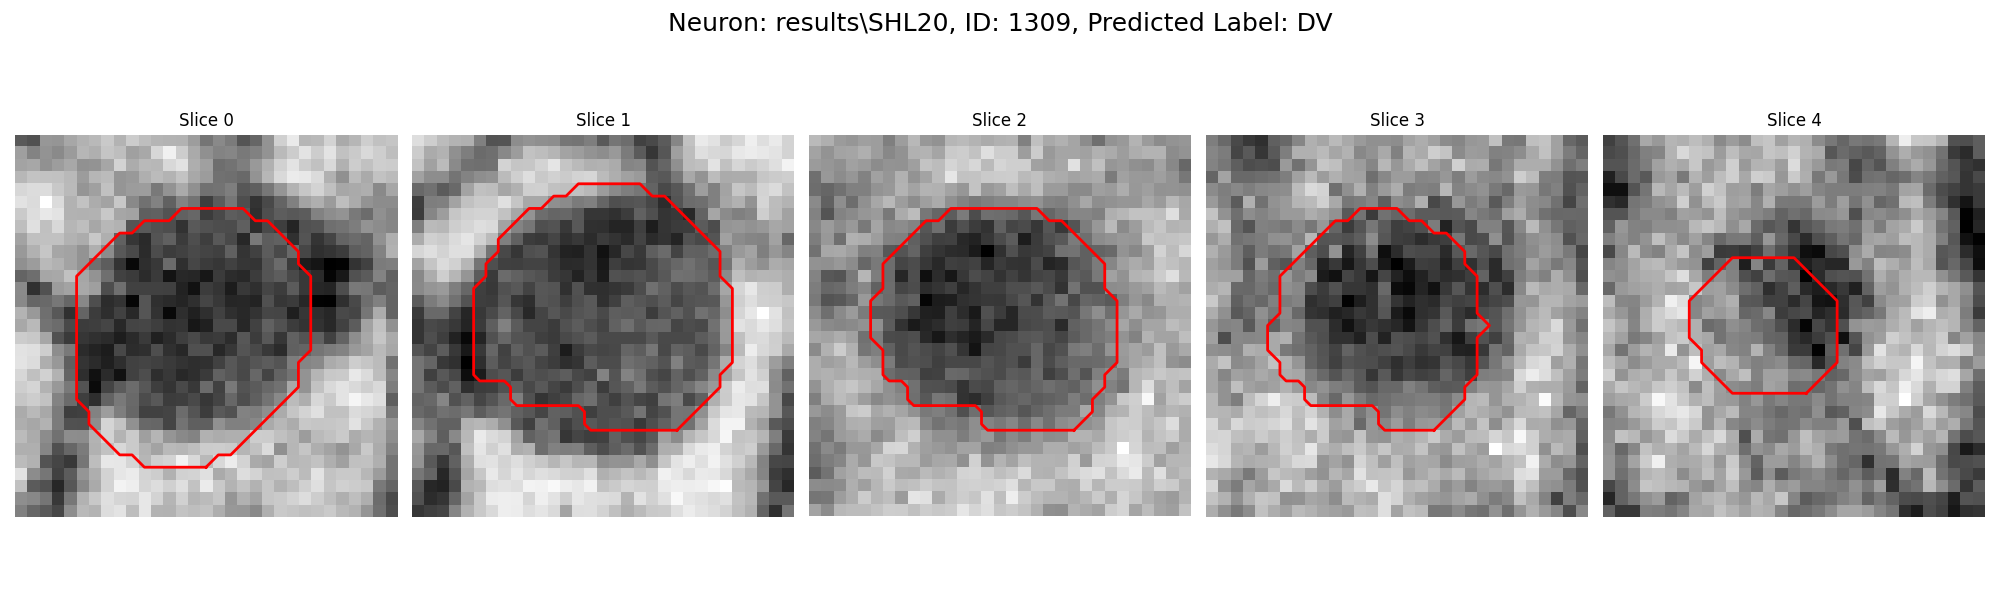 Neuron: results\SHL20, ID: 1309, Predicted Label: DV
Slice 0
Slice 1
Slice 2
Slice 3
Slice 4